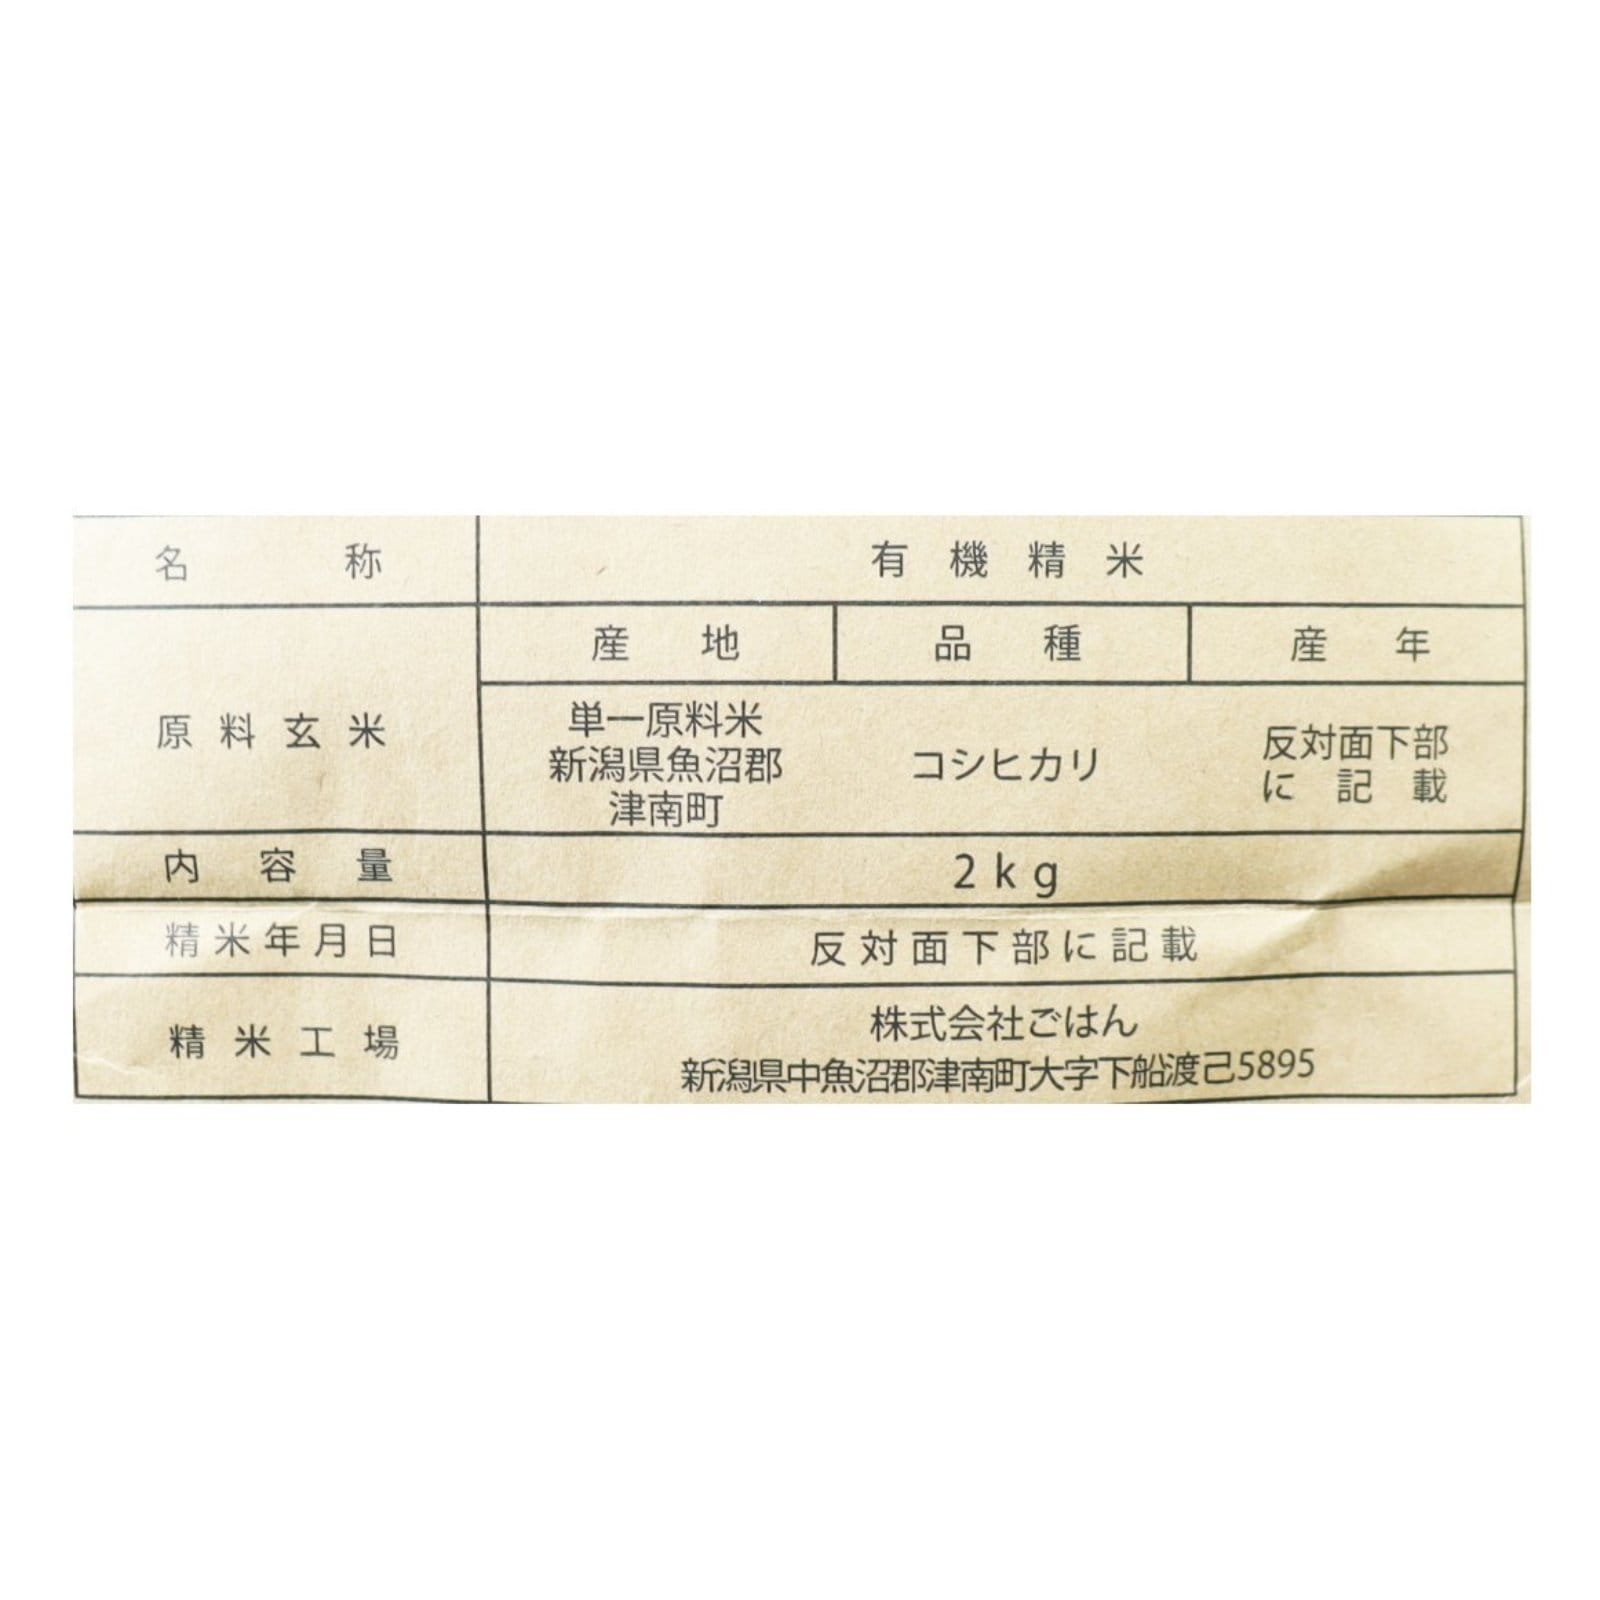 名称 有機精米
産地 品種 産年
原料玄米
単一原料米
新潟県魚沼郡
津南町
コシヒカリ
反対面下部
に記載
内容量 2kg
精米年月日 反対面下部に記載
精米工場
株式会社ごはん
新潟県中魚沼郡津南町大字下船渡己5895